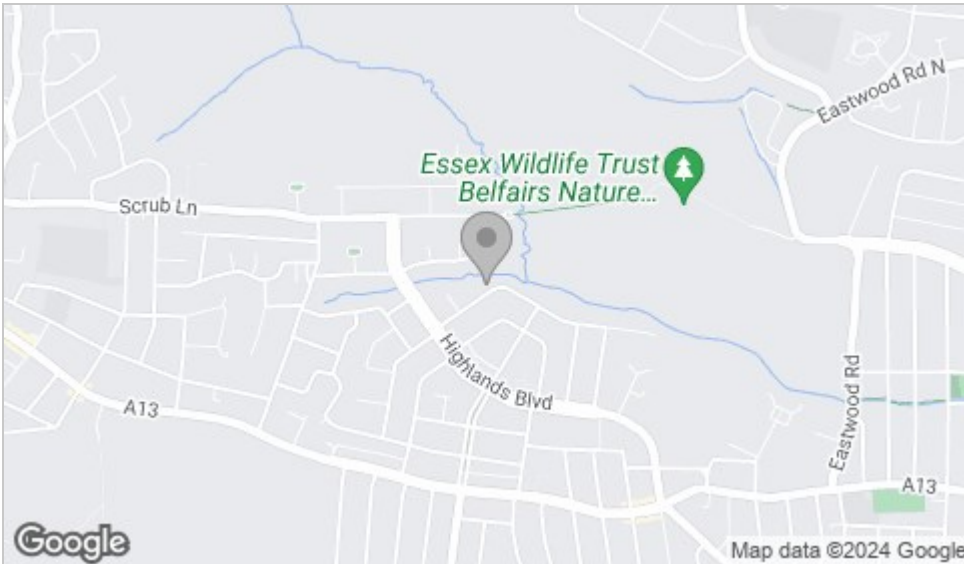 Eastwood Rd N
Essex Wildlife Trust
Belfairs Nature...
Scrub Ln
Highlands Blvd
Eastwood Rd
A13
A13
Google
Map data ©2024 Google